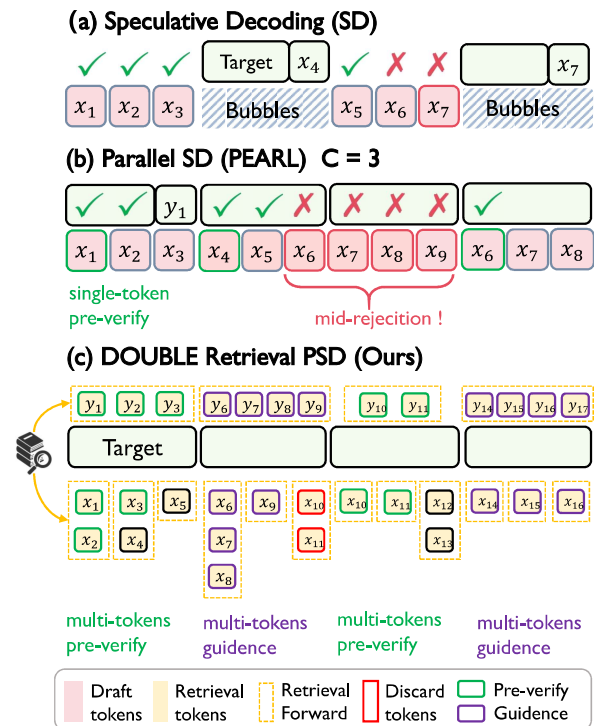 (a) Speculative Decoding (SD)
✓ ✓ ✓ Target x₄ ✓ ✗ ✗ x₇
x₁ x₂ x₃ Bubbles x₅ x₆ x₇ Bubbles
(b) Parallel SD (PEARL) C = 3
✓ ✓ y₁ ✓ ✓ ✗ ✗ ✗ ✗ ✓
x₁ x₂ x₃ x₄ x₅ x₆ x₇ x₈ x₉ x₆ x₇ x₈
single-token
pre-verify
mid-rejection !
(c) DOUBLE Retrieval PSD (Ours)
y₁ y₂ y₃ y₆ y₇ y₈ y₉ y₁₀ y₁₁ y₁₄ y₁₅ y₁₆ y₁₇
Target
x₁ x₃ x₅ x₆ x₉ x₁₀ x₁₀ x₁₁ x₁₂ x₁₄ x₁₅ x₁₆
x₂ x₄ x₇ x₁₁ x₁₃
x₈
multi-tokens pre-verify
multi-tokens guidance
multi-tokens pre-verify
multi-tokens guidance
Draft tokens
Retrieval tokens
Retrieval Forward
Discard tokens
Pre-verify
Guidance